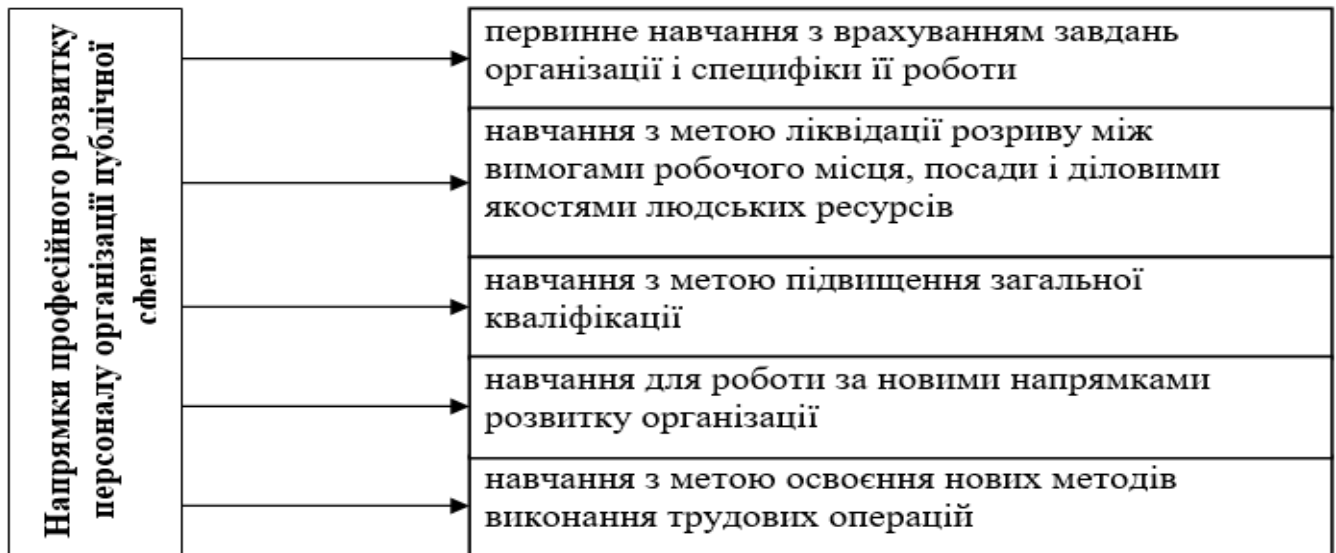 Напрямки професійного розвитку
персоналу організації публічної
сфери
первинне навчання з врахуванням завдань
організації і специфіки її роботи
навчання з метою ліквідації розриву між
вимогами робочого місця, посади і діловими
якостями людських ресурсів
навчання з метою підвищення загальної
кваліфікації
навчання для роботи за новими напрямками
розвитку організації
навчання з метою освоєння нових методів
виконання трудових операцій